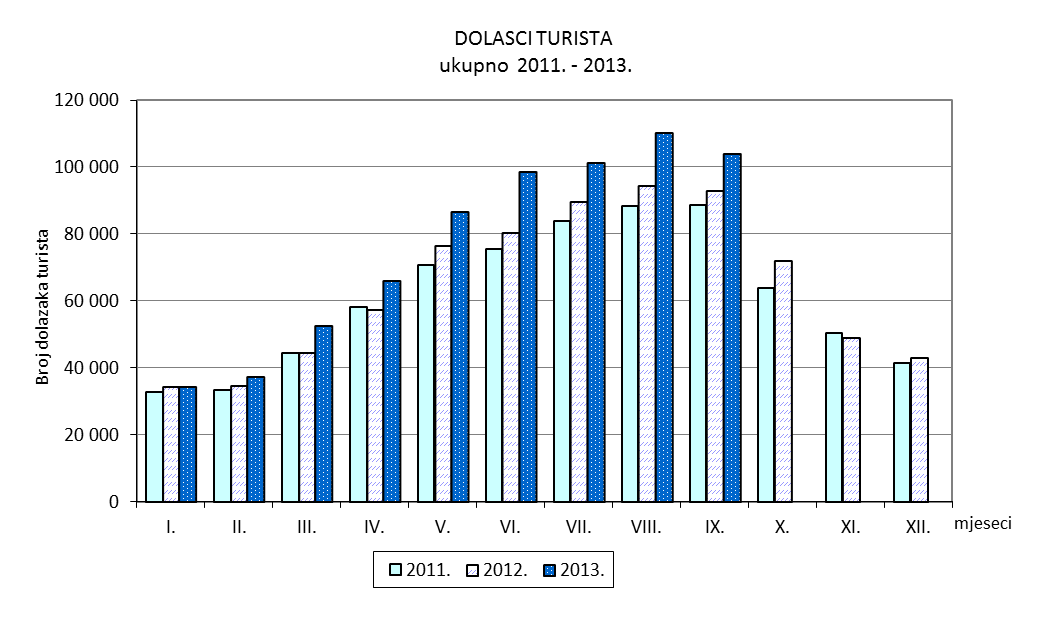 DOLASCI TURISTA
ukupno 2011. - 2013.
120 000
100 000
80 000
60 000
40 000
20 000
0
Broj dolazaka turista
I. II. III. IV. V. VI. VII. VIII. IX. X. XI. XII. mjeseci
2011. 2012. 2013.